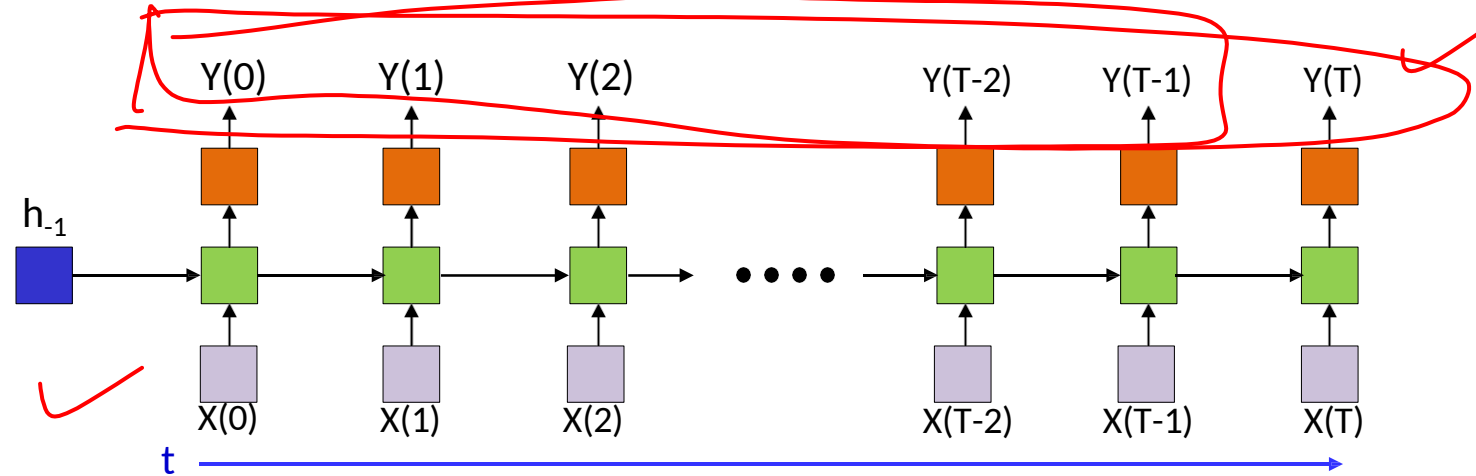 Y(0) Y(1) Y(2) Y(T-2) Y(T-1) Y(T)
h-1
X(0) X(1) X(2) X(T-2) X(T-1) X(T)
t